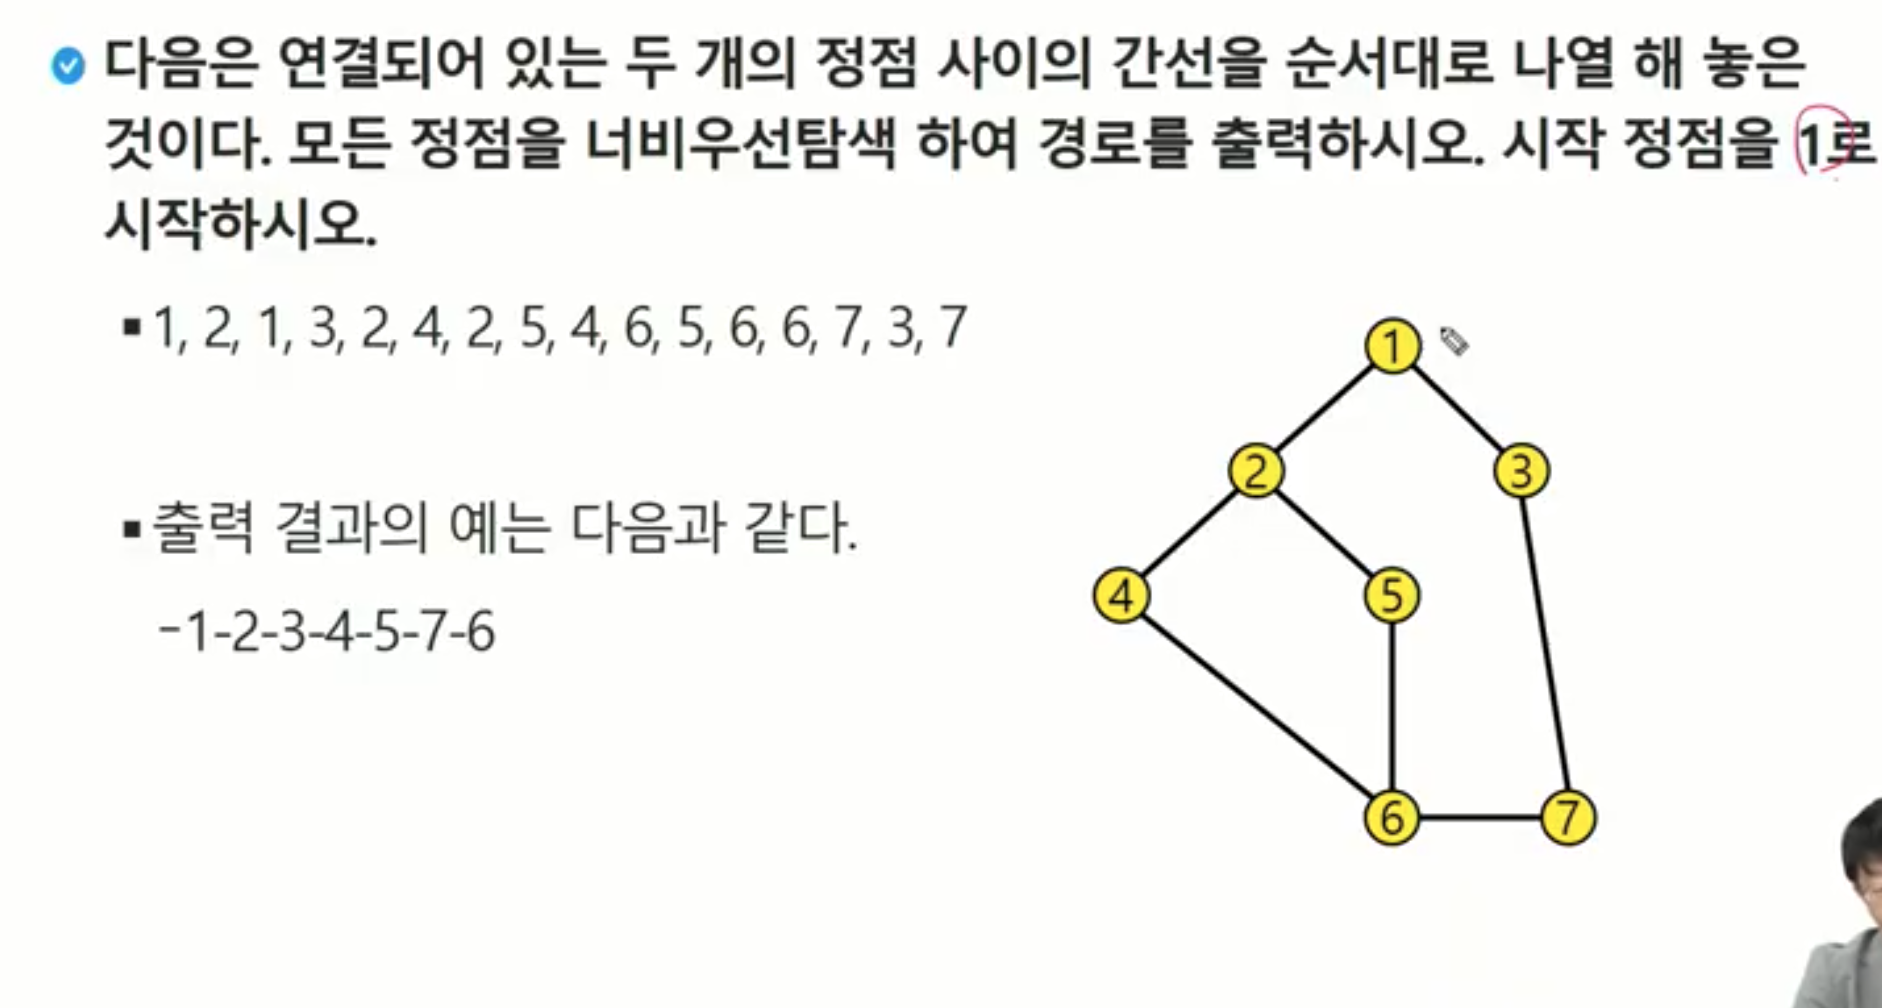 다음은 연결되어 있는 두 개의 정점 사이의 간선을 순서대로 나열 해 놓은
것이다. 모든 정점을 너비우선탐색 하여 경로를 출력하시오. 시작 정점을 1로
시작하시오.
1, 2, 1, 3, 2, 4, 2, 5, 4, 6, 5, 6, 6, 7, 3, 7
출력 결과의 예는 다음과 같다.
-1-2-3-4-5-7-6
1
2
3
4
5
6
7